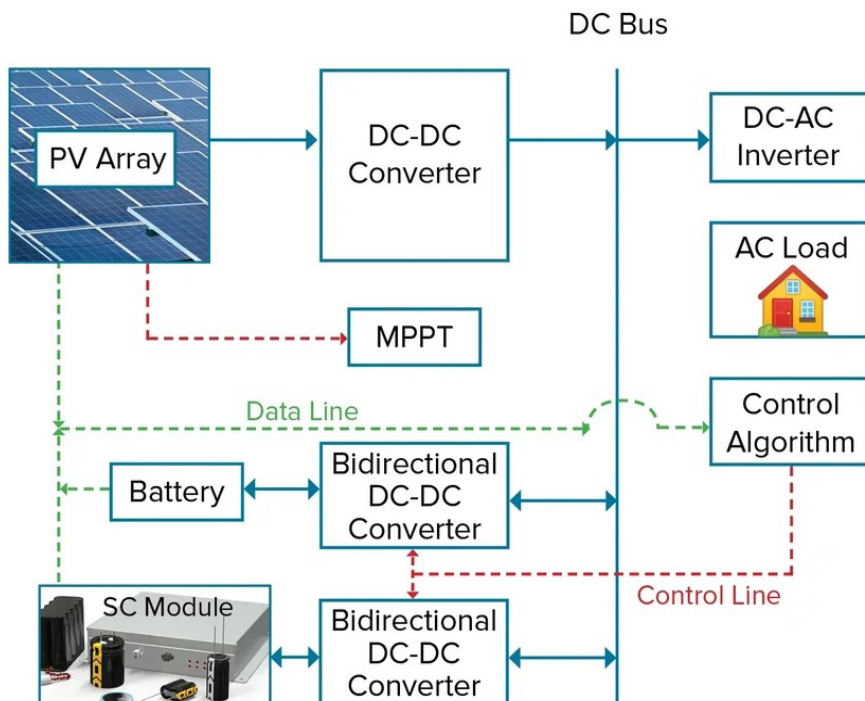 DC Bus
PV Array
DC-DC
Converter
DC-AC
Inverter
AC Load
MPPT
Data Line
Control
Algorithm
Battery
Bidirectional
DC-DC
Converter
Control Line
SC Module
Bidirectional
DC-DC
Converter